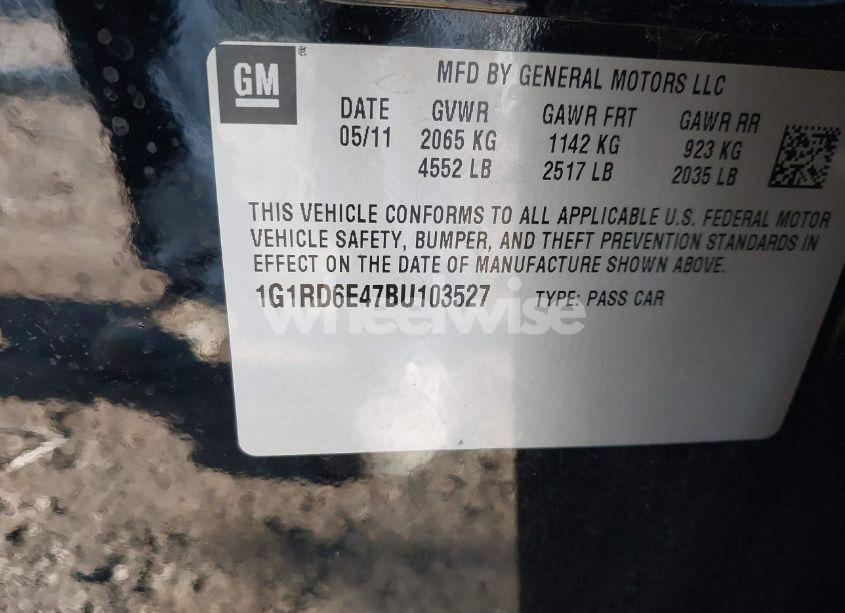 GM ®
MFD BY GENERAL MOTORS LLC
DATE GVWR GAWR FRT GAWR RR
05/11 2065 KG 1142 KG 923 KG
4552 LB 2517 LB 2035 LB
THIS VEHICLE CONFORMS TO ALL APPLICABLE U.S. FEDERAL MOTOR
VEHICLE SAFETY, BUMPER, AND THEFT PREVENTION STANDARDS IN
EFFECT ON THE DATE OF MANUFACTURE SHOWN ABOVE.
1G1RD6E47BU103527 TYPE: PASS CAR
wheelwise